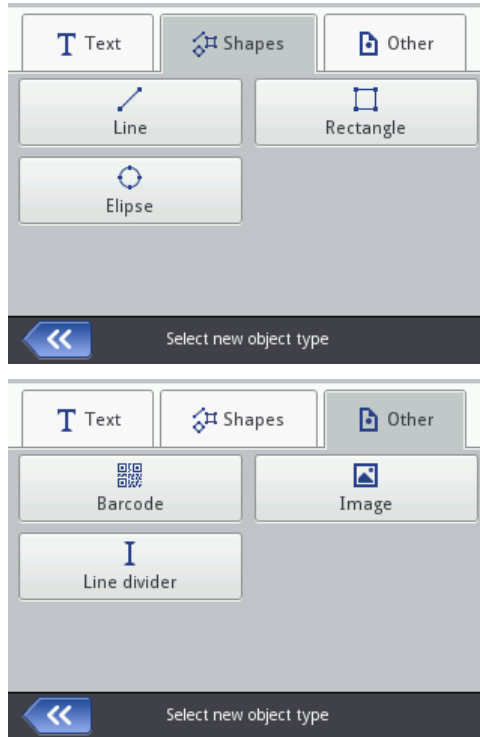 Text Shapes Other
Line Rectangle
Elipse
Select new object type
Text Shapes Other
Barcode Image
Line divider
Select new object type